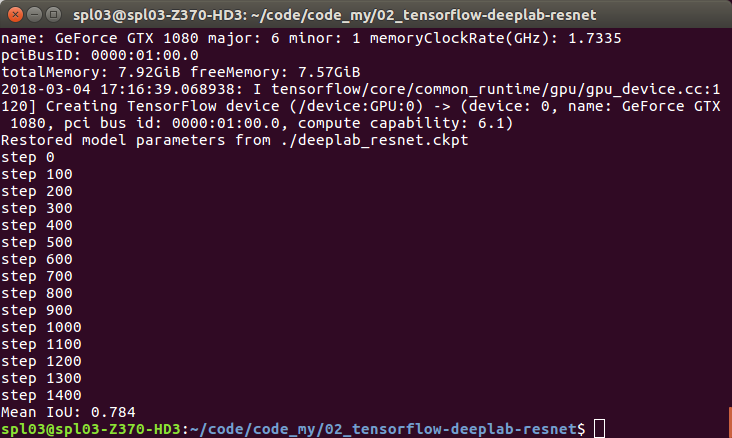 spl03@spl03-Z370-HD3: ~/code/code_my/02_tensorflow-deeplab-resnet
name: GeForce GTX 1080 major: 6 minor: 1 memoryClockRate(GHz): 1.7335
pciBusID: 0000:01:00.0
totalMemory: 7.92GiB freeMemory: 7.57GiB
2018-03-04 17:16:39.068938: I tensorflow/core/common_runtime/gpu/gpu_device.cc:1
120] Creating TensorFlow device (/device:GPU:0) -> (device: 0, name: GeForce GTX
 1080, pci bus id: 0000:01:00.0, compute capability: 6.1)
Restored model parameters from ./deeplab_resnet.ckpt
step 0
step 100
step 200
step 300
step 400
step 500
step 600
step 700
step 800
step 900
step 1000
step 1100
step 1200
step 1300
step 1400
Mean IoU: 0.784
spl03@spl03-Z370-HD3:~/code/code_my/02_tensorflow-deeplab-resnet$